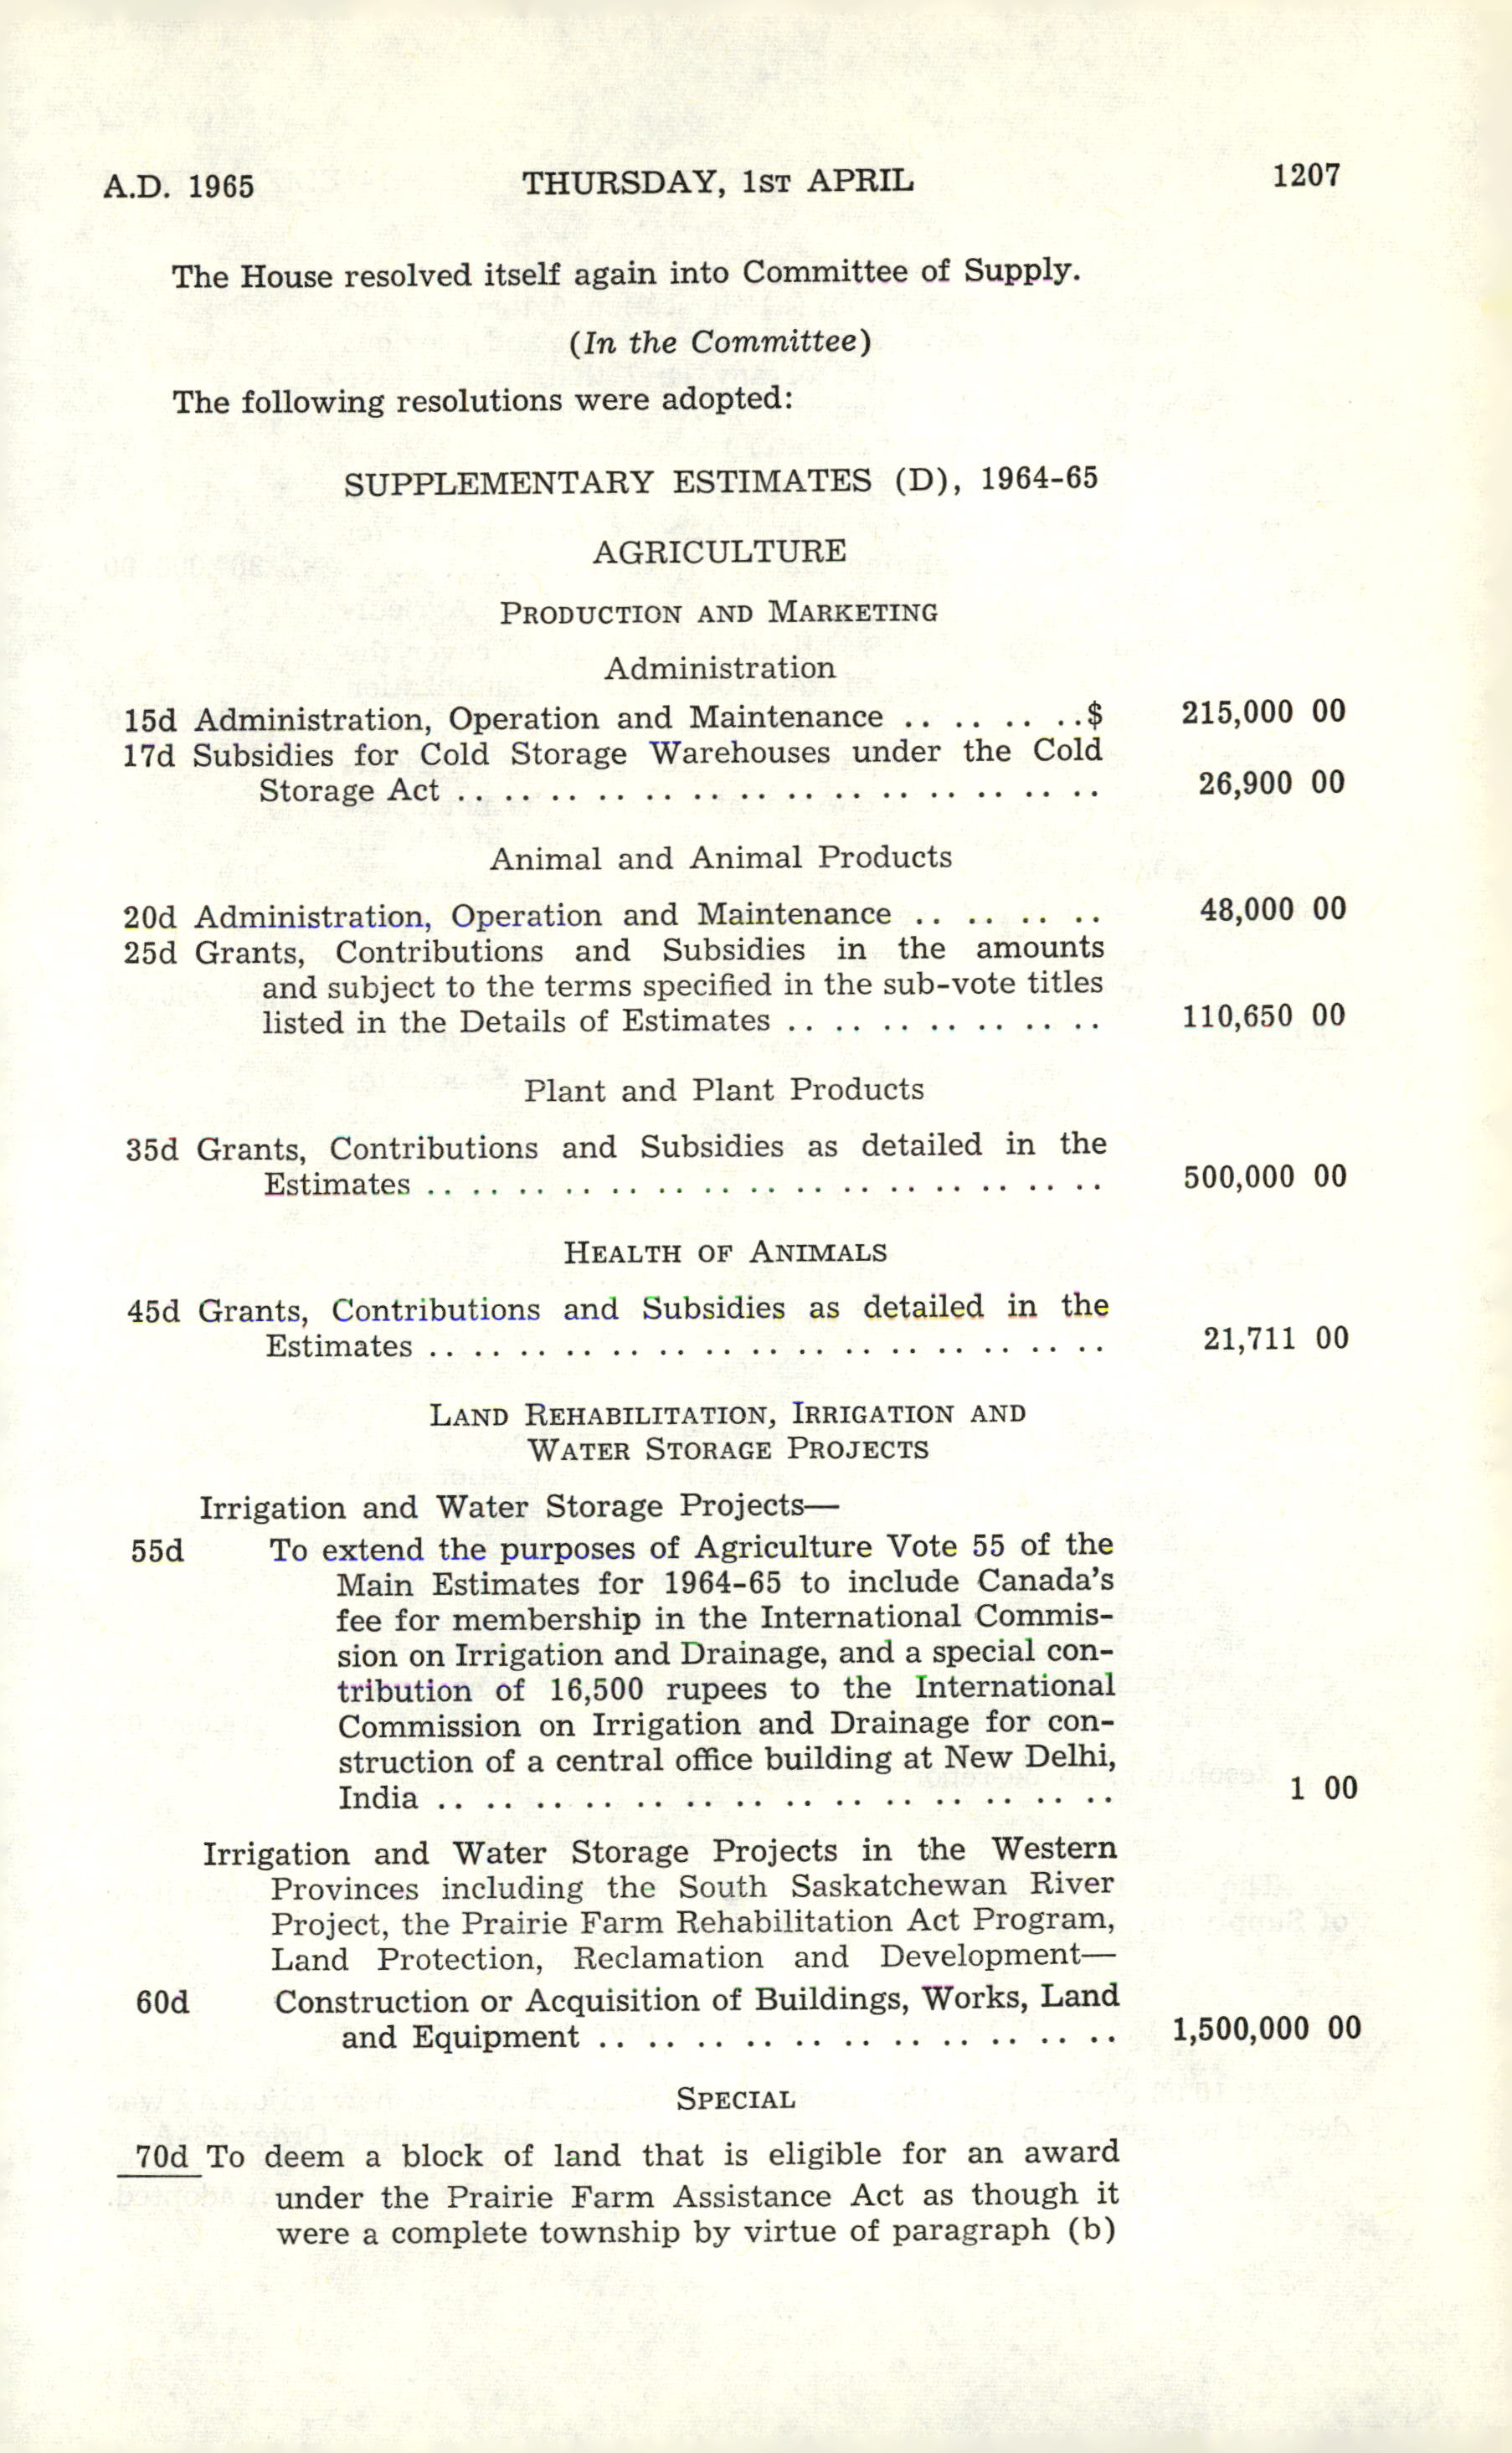 A.D. 1965 THURSDAY, 1ST APRIL 1207
The House resolved itself again into Committee of Supply.
(In the Committee)
The following resolutions were adopted:
SUPPLEMENTARY ESTIMATES (D), 1964-65
AGRICULTURE
PRODUCTION AND MARKETING
Administration
15d Administration, Operation and Maintenance .. .. .. ..$ 215,000 00
17d Subsidies for Cold Storage Warehouses under the Cold
Storage Act .. .. .. .. .. .. .. .. .. .. .. .. .. .. 26,900 00
Animal and Animal Products
20d Administration, Operation and Maintenance .. .. .. .. 48,000 00
25d Grants, Contributions and Subsidies in the amounts
and subject to the terms specified in the sub-vote titles
listed in the Details of Estimates .. .. .. .. .. .. .. 110,650 00
Plant and Plant Products
35d Grants, Contributions and Subsidies as detailed in the
Estimates .. .. .. .. .. .. .. .. .. .. .. .. .. .. .. 500,000 00
HEALTH OF ANIMALS
45d Grants, Contributions and Subsidies as detailed in the
Estimates .. .. .. .. .. .. .. .. .. .. .. .. .. .. .. 21,711 00
LAND REHABILITATION, IRRIGATION AND
WATER STORAGE PROJECTS
Irrigation and Water Storage Projects—
55d To extend the purposes of Agriculture Vote 55 of the
Main Estimates for 1964-65 to include Canada's
fee for membership in the International Commis-
sion on Irrigation and Drainage, and a special con-
tribution of 16,500 rupees to the International
Commission on Irrigation and Drainage for con-
struction of a central office building at New Delhi,
India .. .. .. .. .. .. .. .. .. .. .. .. .. .. 1 00
Irrigation and Water Storage Projects in the Western
Provinces including the South Saskatchewan River
Project, the Prairie Farm Rehabilitation Act Program,
Land Protection, Reclamation and Development—
60d Construction or Acquisition of Buildings, Works, Land
and Equipment .. .. .. .. .. .. .. .. .. .. .. 1,500,000 00
SPECIAL
70d To deem a block of land that is eligible for an award
under the Prairie Farm Assistance Act as though it
were a complete township by virtue of paragraph (b)